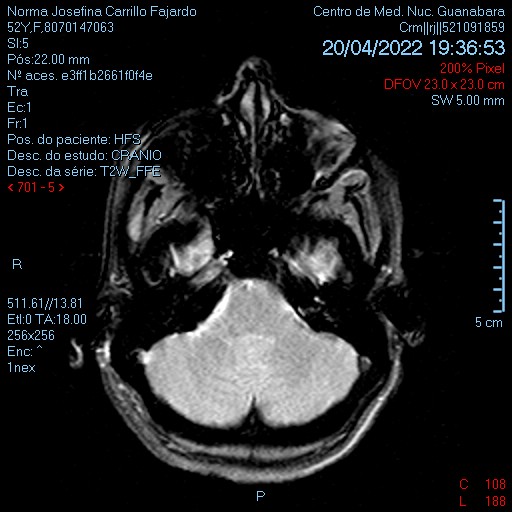 Norma Josefina Carrillo Fajardo
52Y,F,8070147063
Sl:5
Pós:22.00 mm
Nº aces. e3ff1b2661f0f4e
Tra
Ec:1
Fr:1
Pos. do paciente: HFS
Desc. do estudo: CRANIO
Desc. da série: T2W_FFE
< 701 - 5 >
Centro de Med. Nuc. Guanabara
Crm||rj||521091859
20/04/2022 19:36:53
200% Pixel
DFOV 23.0 x 23.0 cm
SW 5.00 mm
R
5 cm
511.61//13.81
Etl:0 TA:18.00
256x256
Enc: ^
1nex
P
C 108
L 188